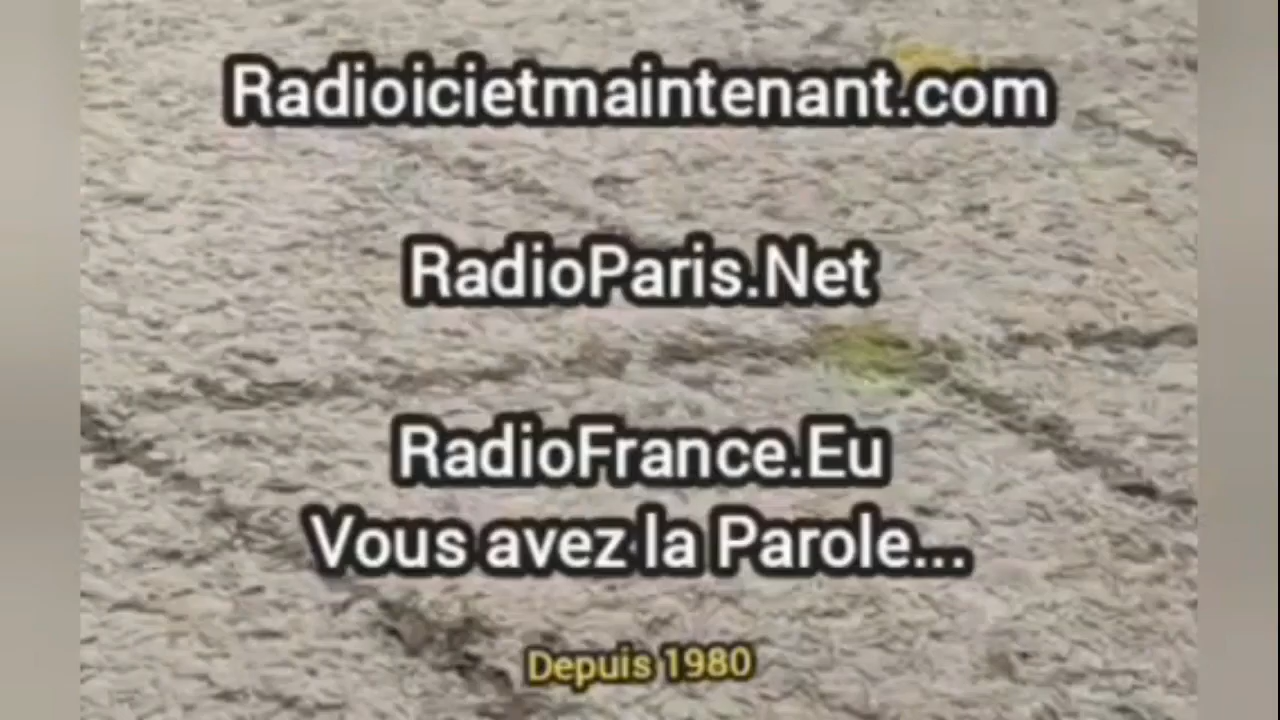 Radioicietmaintenant.com
RadioParis.Net
RadioFrance.Eu
Vous avez la Parole...
Depuis 1980